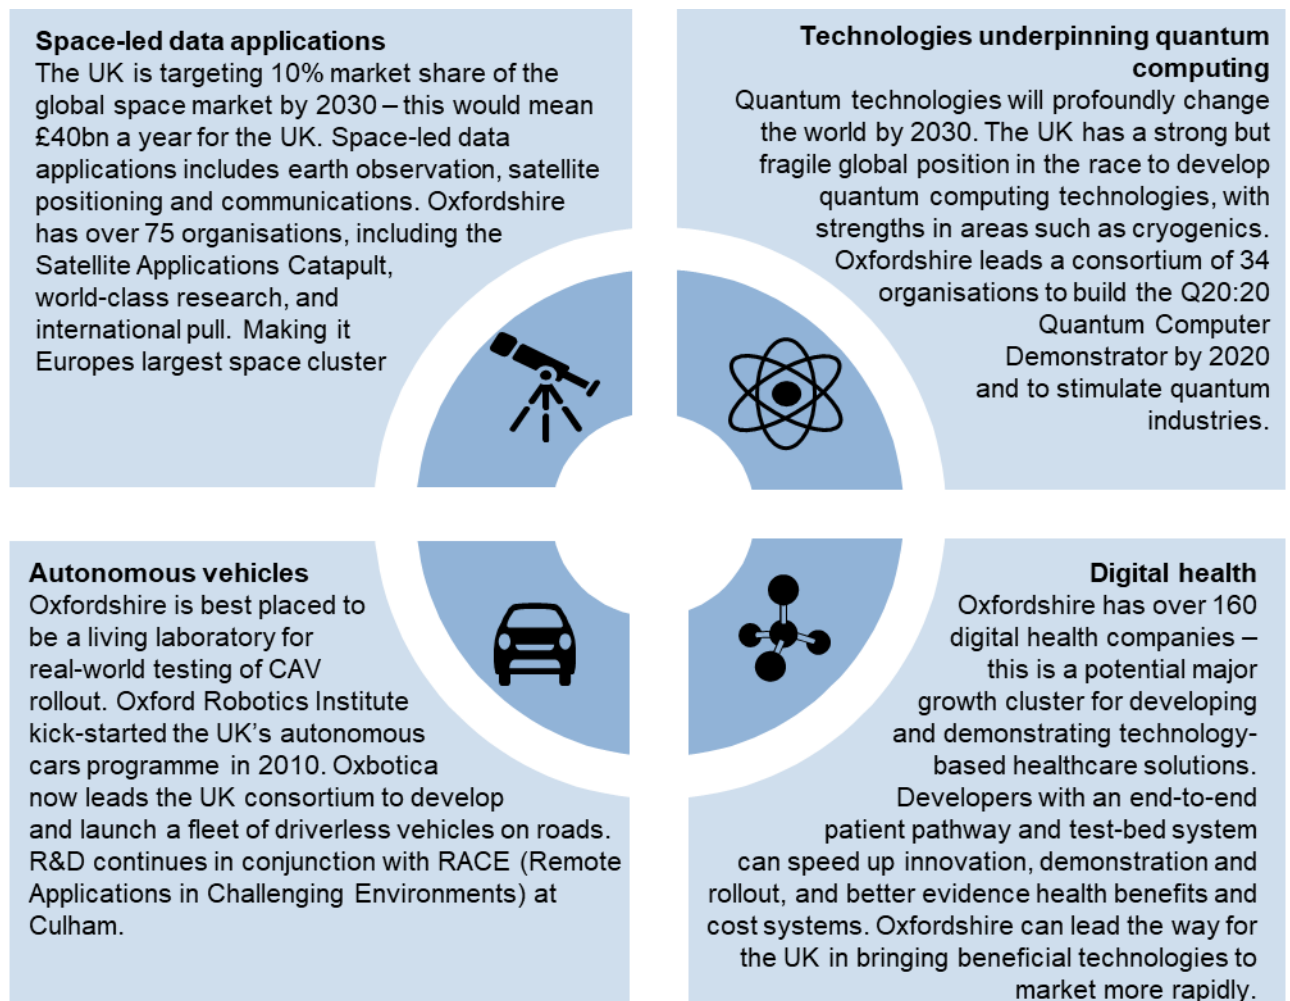 Space-led data applications
The UK is targeting 10% market share of the
global space market by 2030 – this would mean
£40bn a year for the UK. Space-led data
applications includes earth observation, satellite
positioning and communications. Oxfordshire
has over 75 organisations, including the
Satellite Applications Catapult,
world-class research, and
international pull. Making it
Europes largest space cluster
Technologies underpinning quantum
computing
Quantum technologies will profoundly change
the world by 2030. The UK has a strong but
fragile global position in the race to develop
quantum computing technologies, with
strengths in areas such as cryogenics.
Oxfordshire leads a consortium of 34
organisations to build the Q20:20
Quantum Computer
Demonstrator by 2020
and to stimulate quantum
industries.
Autonomous vehicles
Oxfordshire is best placed to
be a living laboratory for
real-world testing of CAV
rollout. Oxford Robotics Institute
kick-started the UK’s autonomous
cars programme in 2010. Oxbotica
now leads the UK consortium to develop
and launch a fleet of driverless vehicles on roads.
R&D continues in conjunction with RACE (Remote
Applications in Challenging Environments) at
Culham.
Digital health
Oxfordshire has over 160
digital health companies –
this is a potential major
growth cluster for developing
and demonstrating technology-
based healthcare solutions.
Developers with an end-to-end
patient pathway and test-bed system
can speed up innovation, demonstration and
rollout, and better evidence health benefits and
cost systems. Oxfordshire can lead the way for
the UK in bringing beneficial technologies to
market more rapidly.